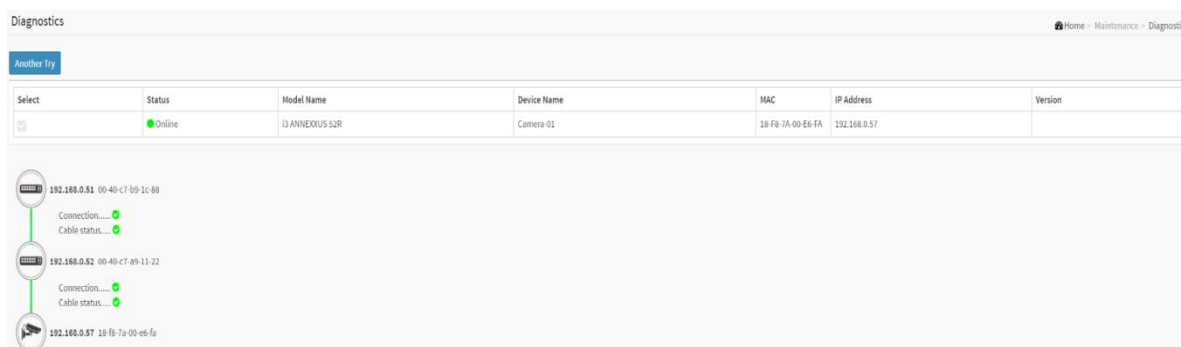 Diagnostics
Home > Maintenance > Diagnosti
Another Try
Select Status Model Name Device Name MAC IP Address Version
Online i3 ANNEXXUS 52R Camera-01 18-F8-7A-00-E6-FA 192.168.0.57
192.168.0.51 00-40-c7-b9-1c-88
Connection......
Cable status.....
192.168.0.52 00-40-c7-a9-11-22
Connection......
Cable status.....
192.168.0.57 18-f8-7a-00-e6-fa